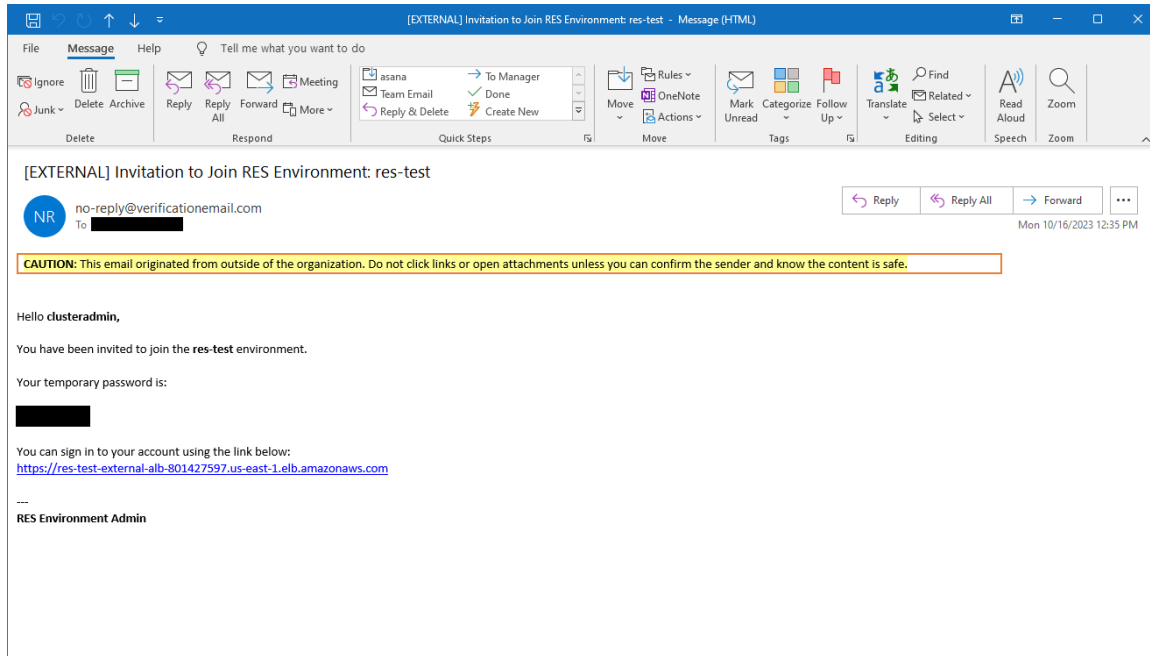 [EXTERNAL] Invitation to Join RES Environment: res-test - Message (HTML)
File Message Help Tell me what you want to do
Ignore
Junk
Delete Archive
Delete
Reply Reply All Forward
Meeting
More
Respond
asana
Team Email
Reply & Delete
To Manager
Done
Create New
Quick Steps
Move
Rules
OneNote
Actions
Move
Mark Unread Categorize Follow Up
Tags
Translate
Find
Related
Select
Editing
Read Aloud
Speech
Zoom
Zoom
[EXTERNAL] Invitation to Join RES Environment: res-test
NR
no-reply@verificationemail.com
To
Reply Reply All Forward
Mon 10/16/2023 12:35 PM
CAUTION: This email originated from outside of the organization. Do not click links or open attachments unless you can confirm the sender and know the content is safe.
Hello clusteradmin,
You have been invited to join the res-test environment.
Your temporary password is:
You can sign in to your account using the link below:
https://res-test-external-alb-801427597.us-east-1.elb.amazonaws.com
---
RES Environment Admin